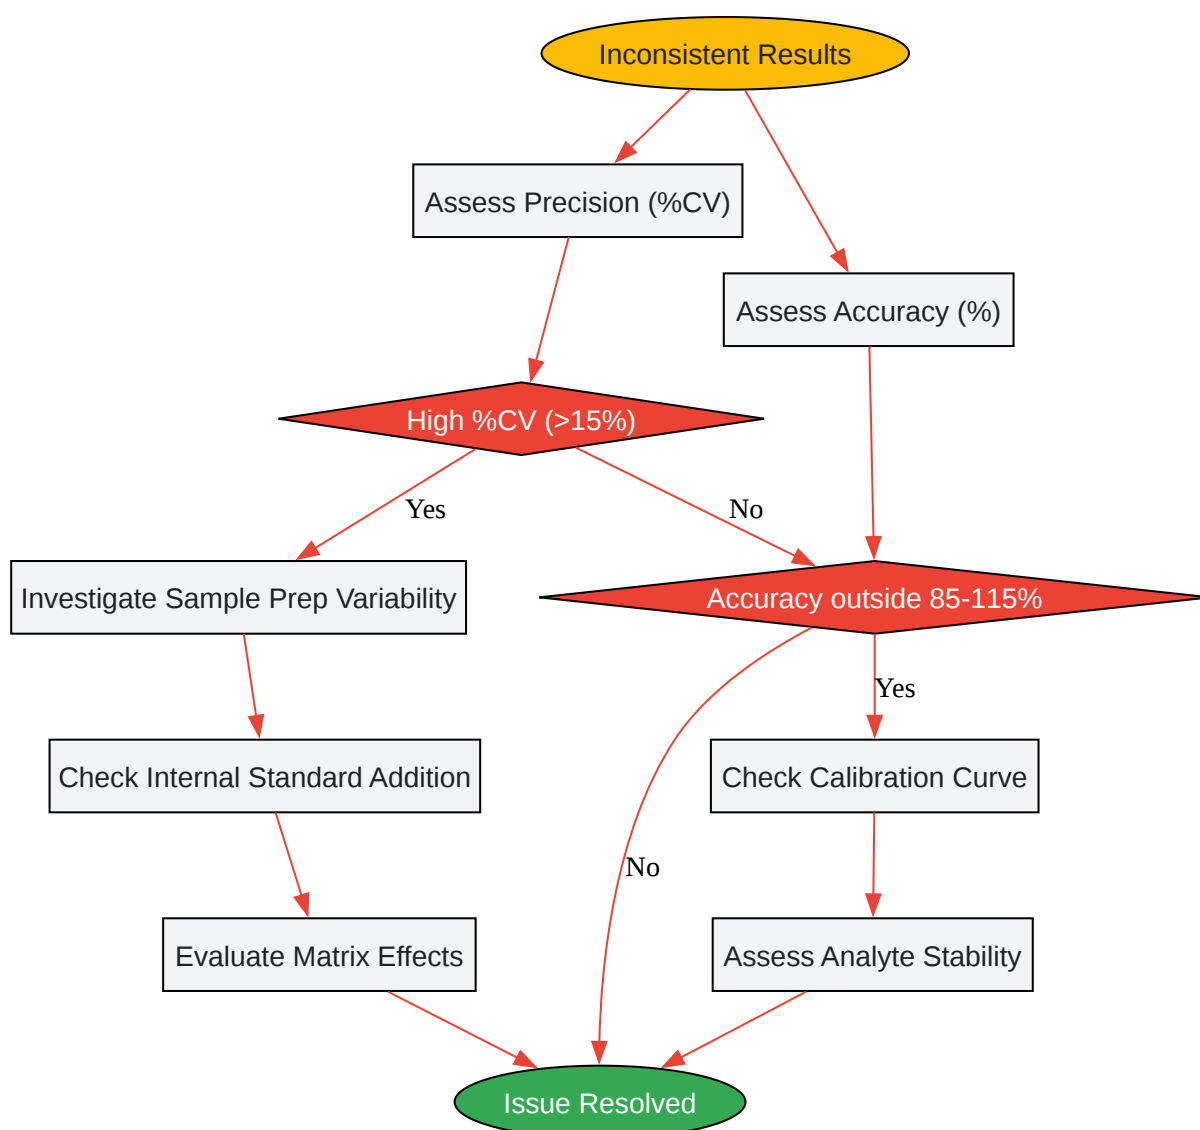 Inconsistent Results
Assess Precision (%CV)
Assess Accuracy (%)
High %CV (>15%)
Yes
No
Investigate Sample Prep Variability
Accuracy outside 85-115%
Yes
Check Internal Standard Addition
Check Calibration Curve
No
Evaluate Matrix Effects
Assess Analyte Stability
Issue Resolved